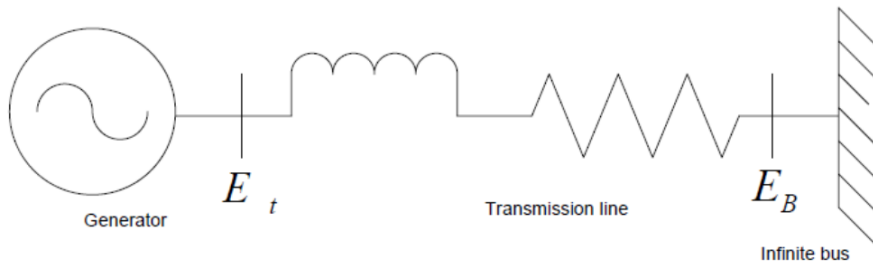 E t
E B
Generator
Transmission line
Infinite bus